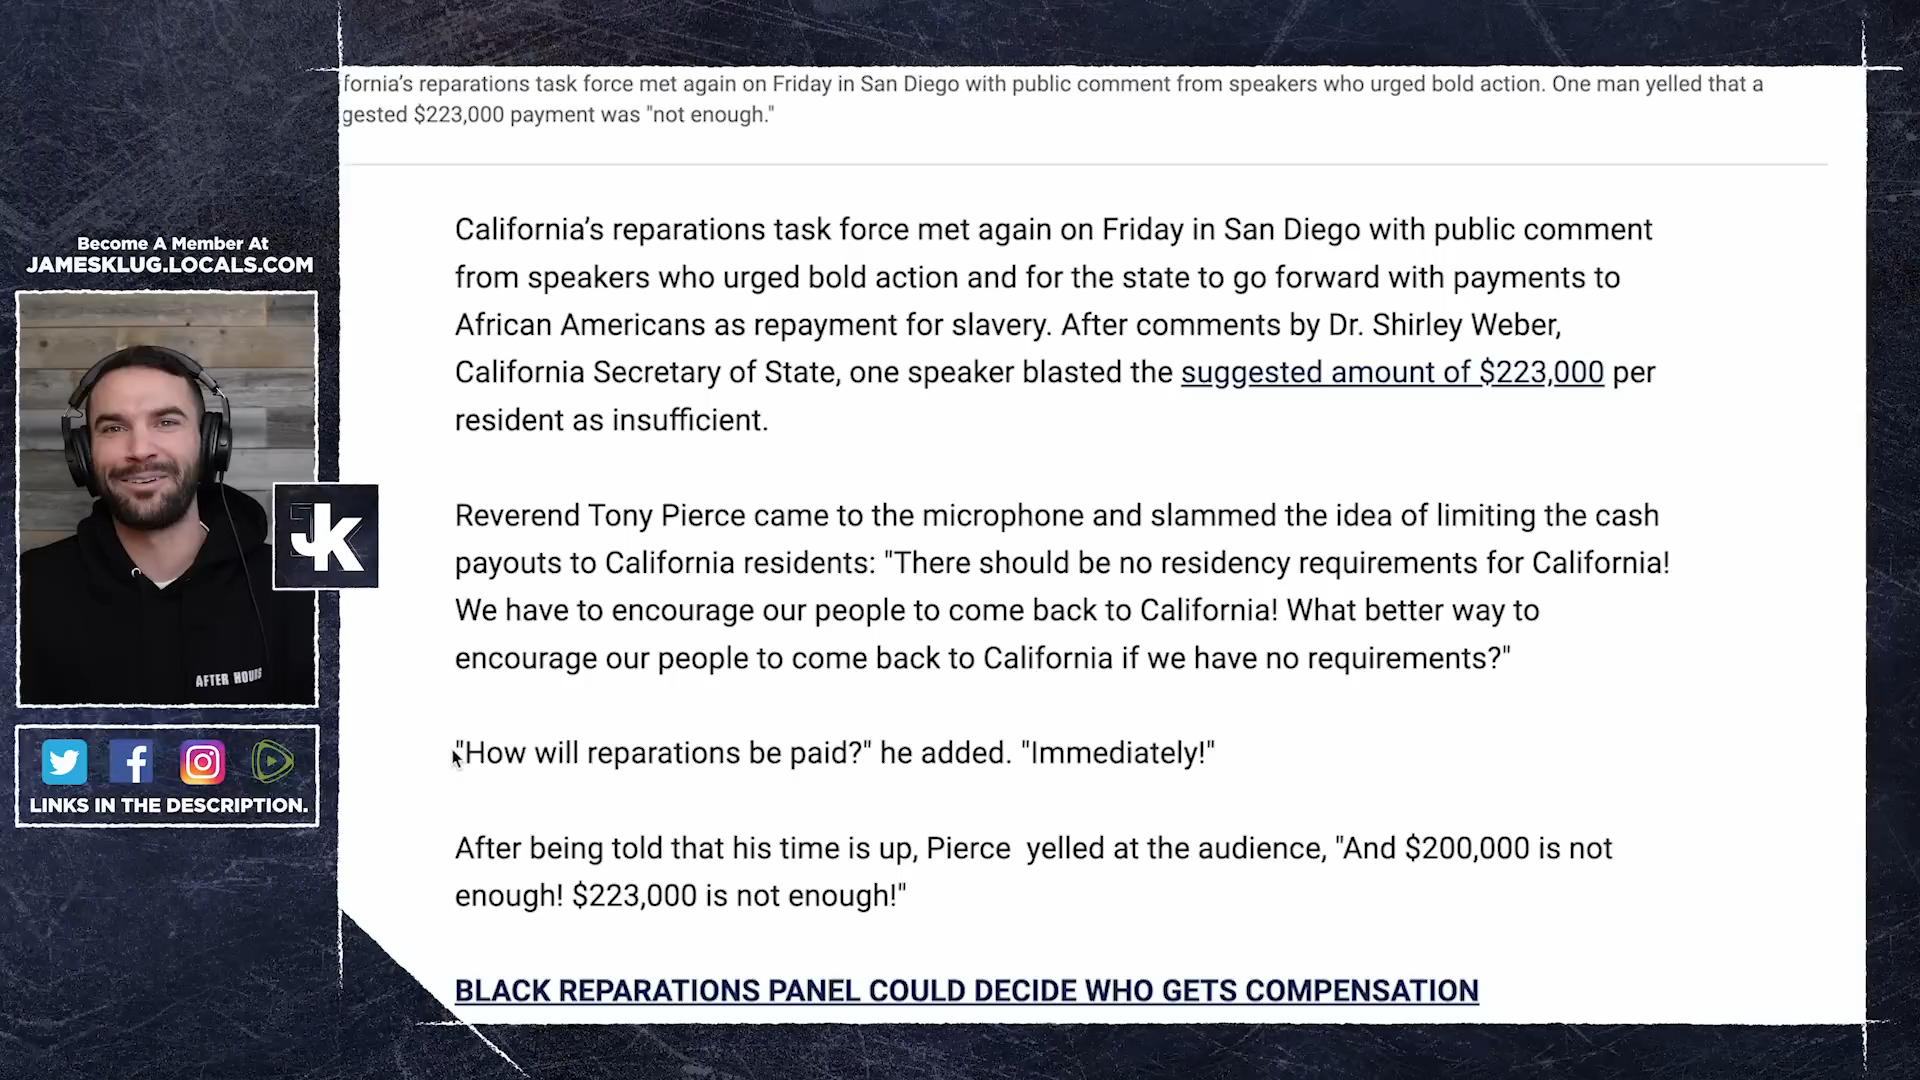 fornia’s reparations task force met again on Friday in San Diego with public comment from speakers who urged bold action. One man yelled that a
gested $223,000 payment was "not enough."
Become A Member At
JAMESKLUG.LOCALS.COM
JK
AFTER HOURS
LINKS IN THE DESCRIPTION.
California’s reparations task force met again on Friday in San Diego with public comment
from speakers who urged bold action and for the state to go forward with payments to
African Americans as repayment for slavery. After comments by Dr. Shirley Weber,
California Secretary of State, one speaker blasted the suggested amount of $223,000 per
resident as insufficient.
Reverend Tony Pierce came to the microphone and slammed the idea of limiting the cash
payouts to California residents: "There should be no residency requirements for California!
We have to encourage our people to come back to California! What better way to
encourage our people to come back to California if we have no requirements?"
"How will reparations be paid?" he added. "Immediately!"
After being told that his time is up, Pierce  yelled at the audience, "And $200,000 is not
enough! $223,000 is not enough!"
BLACK REPARATIONS PANEL COULD DECIDE WHO GETS COMPENSATION